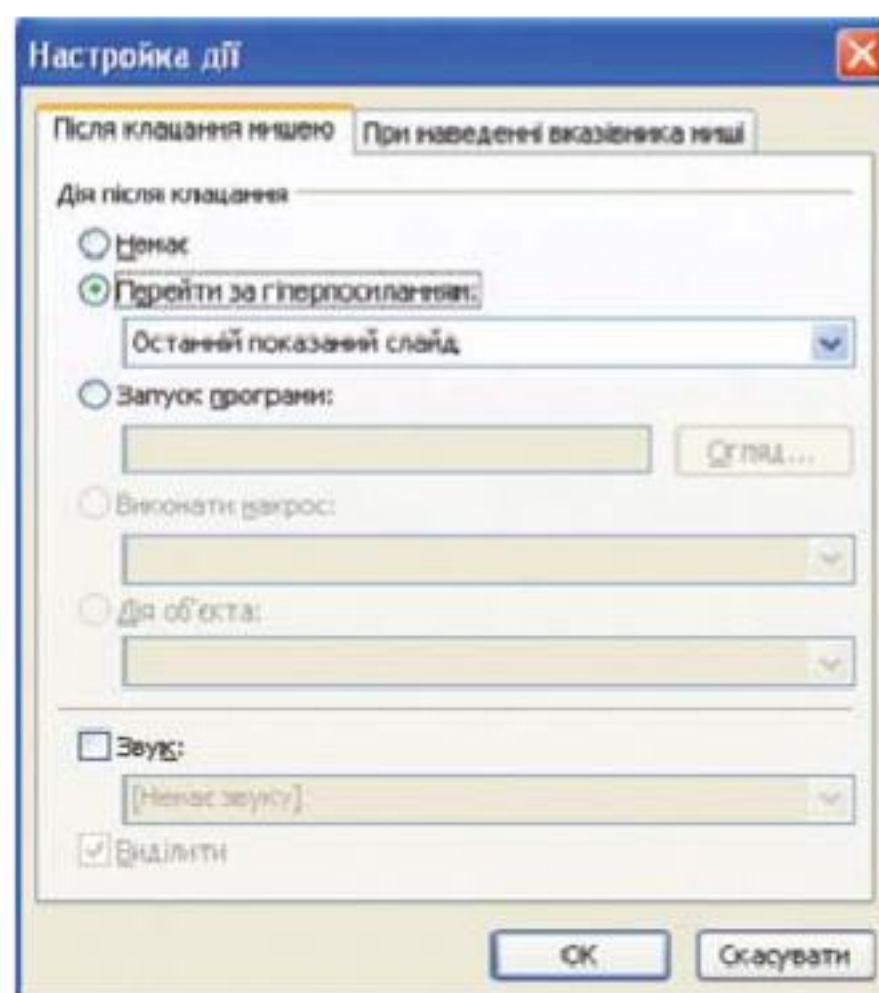 Настройка дії
Після клацання мишею
При наведенні вказівника миші
Дія після клацання
Немає
Перейти за гіперпосиланням:
Останній показаний слайд
Запуск програми:
Огляд...
Виконати макрос:
Дія об'єкта:
Звук:
[Немає звуку]
Виділити
ОК
Скасувати